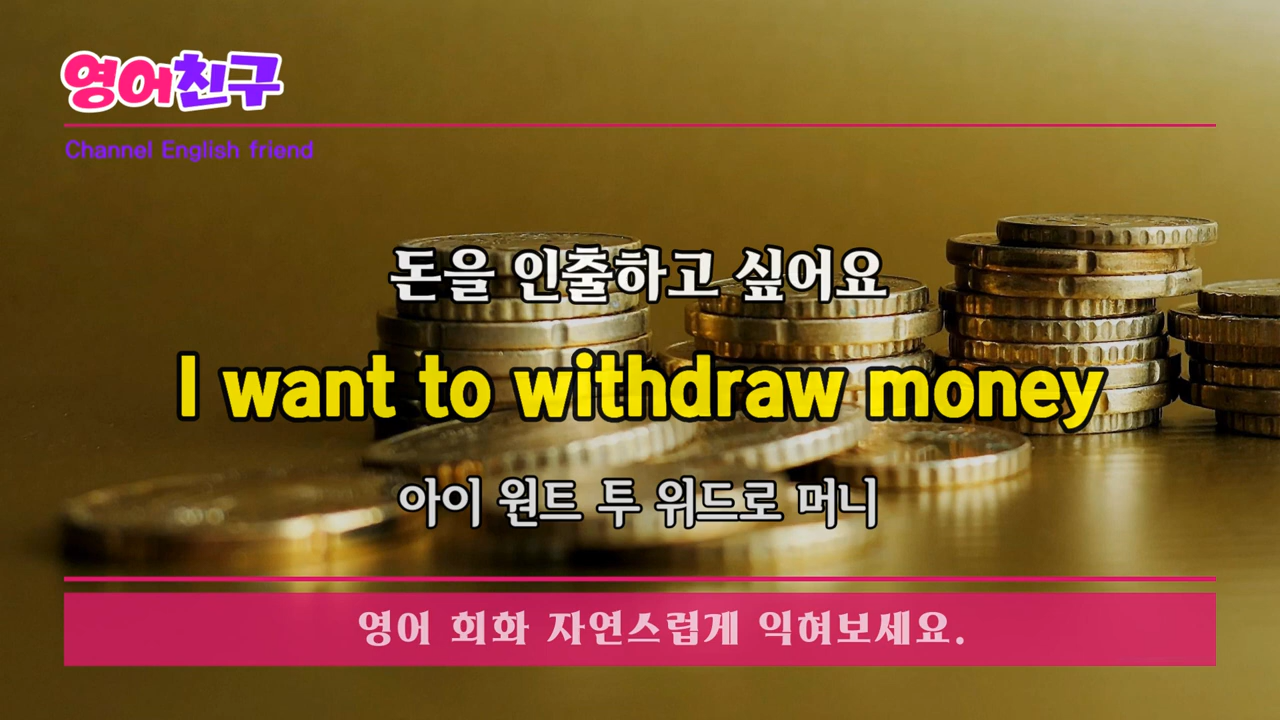 영어친구
Channel English friend
돈을 인출하고 싶어요
I want to withdraw money
아이 원트 투 위드로 머니
영어 회화 자연스럽게 익혀보세요.